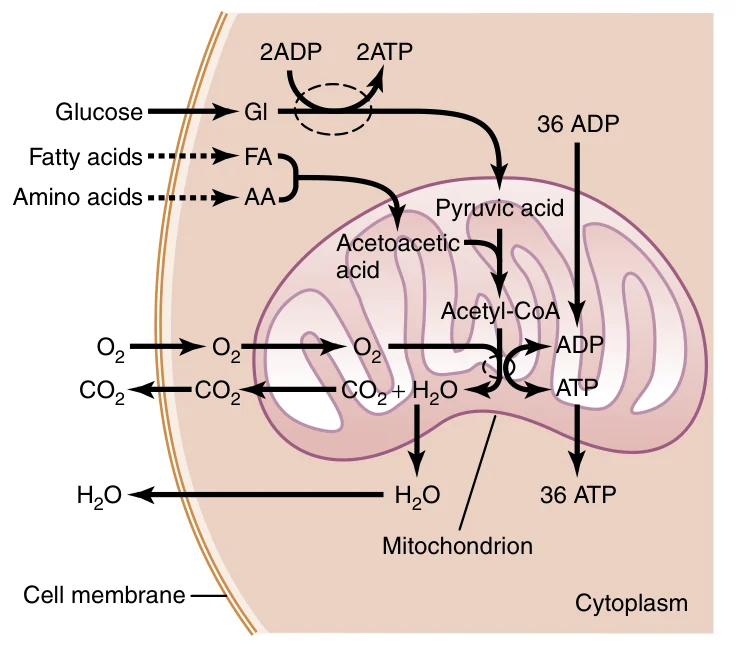 2ADP 2ATP
Glucose Gl
36 ADP
Fatty acids FA
Amino acids AA
Pyruvic acid
Acetoacetic
acid
Acetyl-CoA
O₂ O₂ O₂ ADP
CO₂ CO₂ CO₂ + H₂O ATP
H₂O H₂O 36 ATP
Mitochondrion
Cell membrane
Cytoplasm